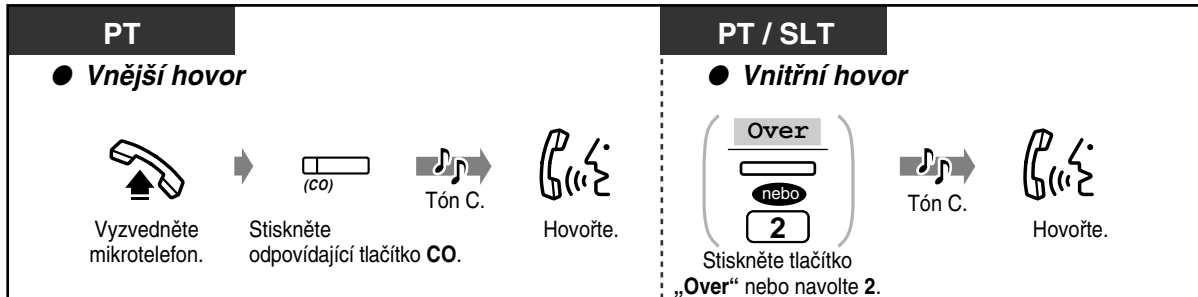 PT
● Vnější hovor
(CO)
Tón C.
Vyzvedněte
mikrotelefon.
Stiskněte
odpovídající tlačítko CO.
Hovořte.
PT / SLT
● Vnitřní hovor
Over
nebo
2
Stiskněte tlačítko
„Over“ nebo navolte 2.
Tón C.
Hovořte.